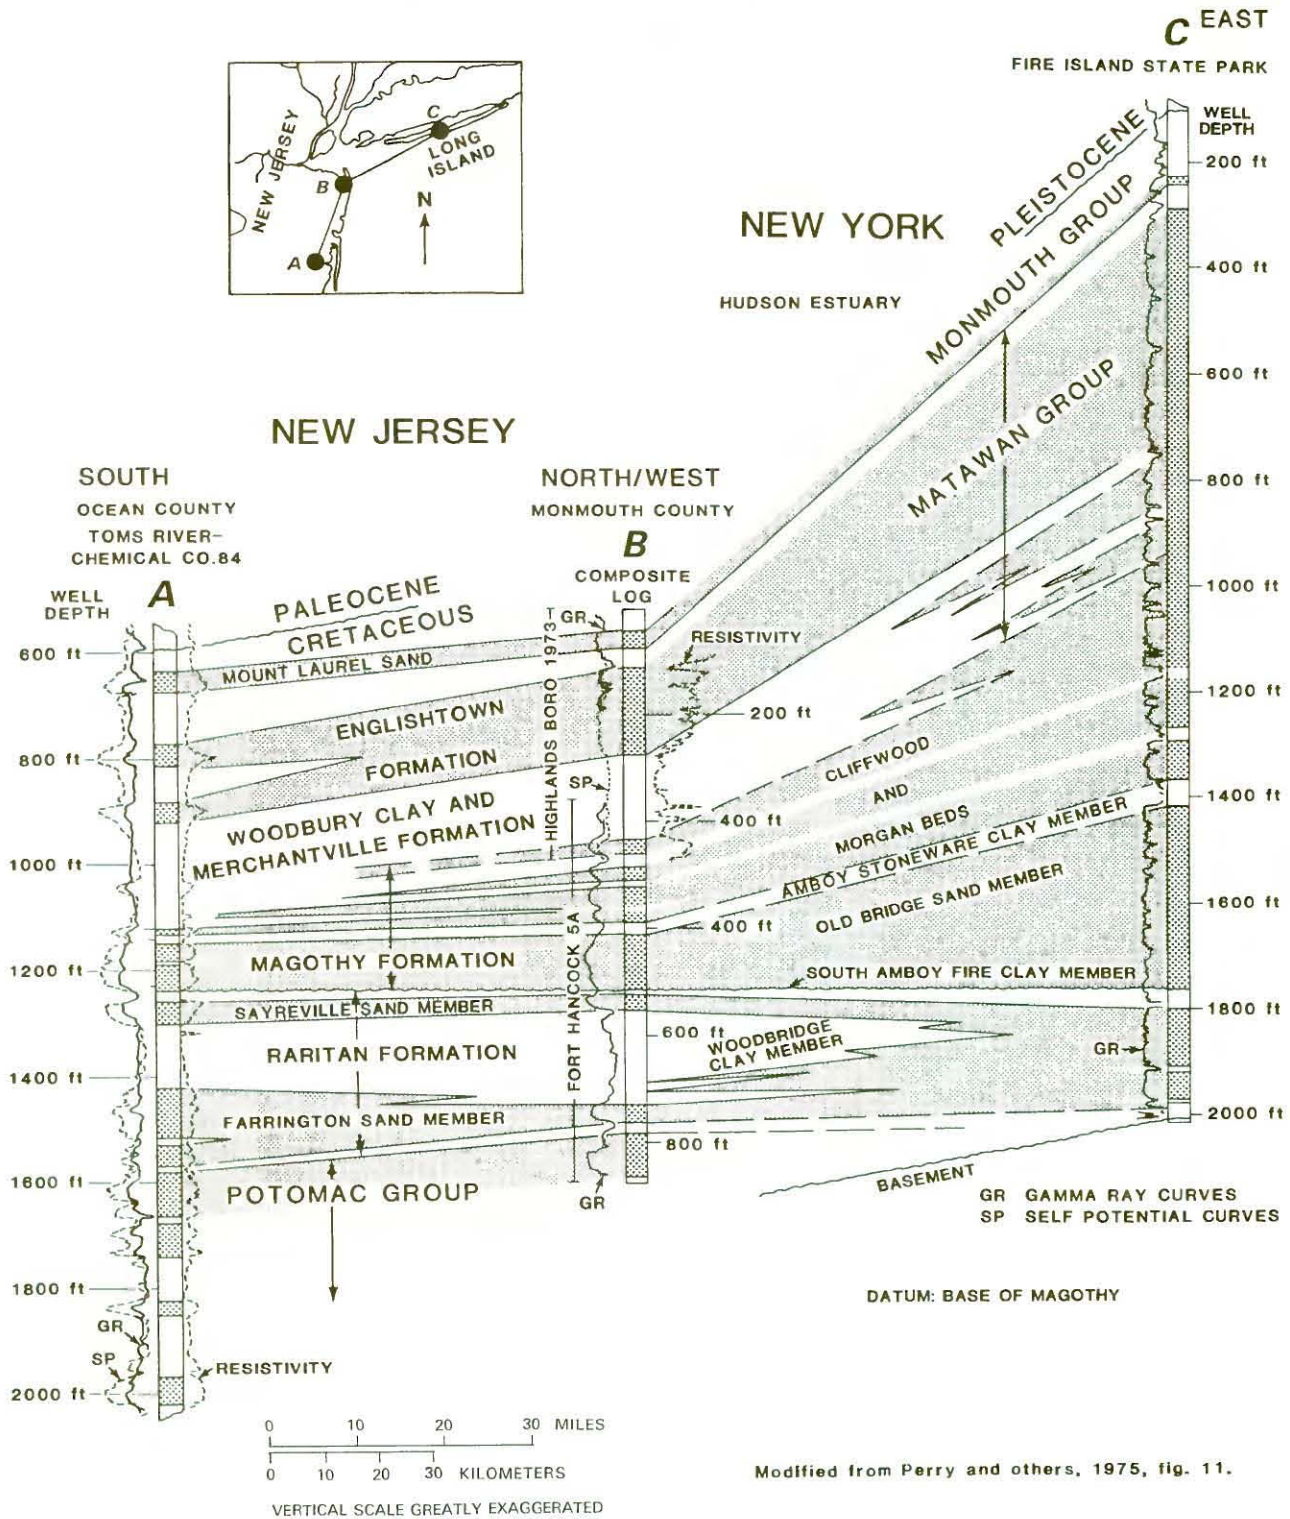 C EAST
FIRE ISLAND STATE PARK
WELL
DEPTH
200 ft
400 ft
600 ft
800 ft
1000 ft
1200 ft
1400 ft
1600 ft
1800 ft
2000 ft
NEW JERSEY
LONG
ISLAND
A
B
C
N
NEW YORK
HUDSON ESTUARY
PLEISTOCENE
MONMOUTH GROUP
MATAWAN GROUP
NEW JERSEY
SOUTH
OCEAN COUNTY
TOMS RIVER-
CHEMICAL CO.84
A
WELL
DEPTH
600 ft
800 ft
1000 ft
1200 ft
1400 ft
1600 ft
1800 ft
2000 ft
GR
SP
RESISTIVITY
NORTH/WEST
MONMOUTH COUNTY
B
COMPOSITE
LOG
GR
RESISTIVITY
HIGHLANDS BORO 1973
SP
FORT HANCOCK 5A
GR
200 ft
400 ft
400 ft
600 ft
800 ft
PALEOCENE
CRETACEOUS
MOUNT LAUREL SAND
ENGLISHTOWN
FORMATION
WOODBURY CLAY AND
MERCHANTVILLE FORMATION
MAGOTHY FORMATION
SAYREVILLE SAND MEMBER
RARITAN FORMATION
FARRINGTON SAND MEMBER
POTOMAC GROUP
CLIFFWOOD
AND
MORGAN BEDS
AMBOY STONEWARE CLAY MEMBER
OLD BRIDGE SAND MEMBER
SOUTH AMBOY FIRE CLAY MEMBER
WOODBRIDGE
CLAY MEMBER
GR
BASEMENT
GR GAMMA RAY CURVES
SP SELF POTENTIAL CURVES
DATUM: BASE OF MAGOTHY
0 10 20 30 MILES
0 10 20 30 KILOMETERS
VERTICAL SCALE GREATLY EXAGGERATED
Modified from Perry and others, 1975, fig. 11.